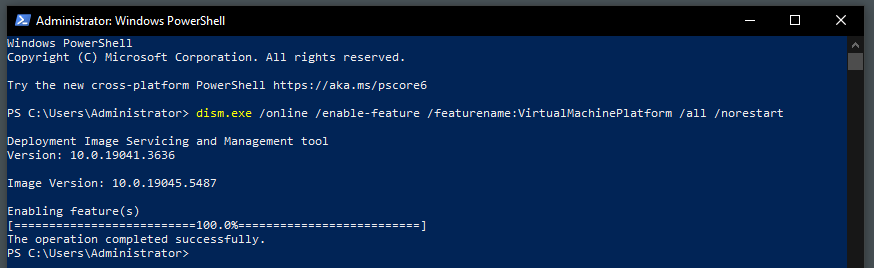 Administrator: Windows PowerShell
Windows PowerShell
Copyright (C) Microsoft Corporation. All rights reserved.
Try the new cross-platform PowerShell https://aka.ms/pscore6
PS C:\Users\Administrator> dism.exe /online /enable-feature /featurename:VirtualMachinePlatform /all /norestart
Deployment Image Servicing and Management tool
Version: 10.0.19041.3636
Image Version: 10.0.19045.5487
Enabling feature(s)
[==========================100.0%==========================]
The operation completed successfully.
PS C:\Users\Administrator>